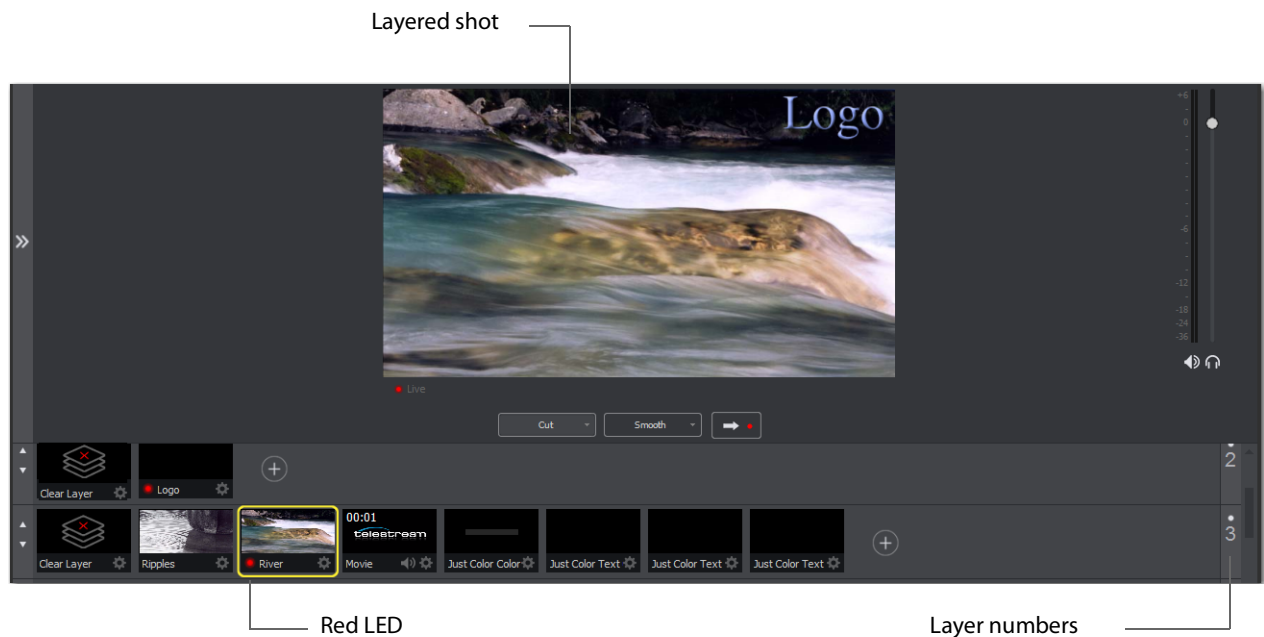 Layered shot
Logo
+6
0
-6
-12
-18
-24
-36
Live
Cut
Smooth
2
Clear Layer
Logo
00:01
telestream
3
Clear Layer
Ripples
River
Movie
Just Color Color
Just Color Text
Just Color Text
Just Color Text
Red LED
Layer numbers